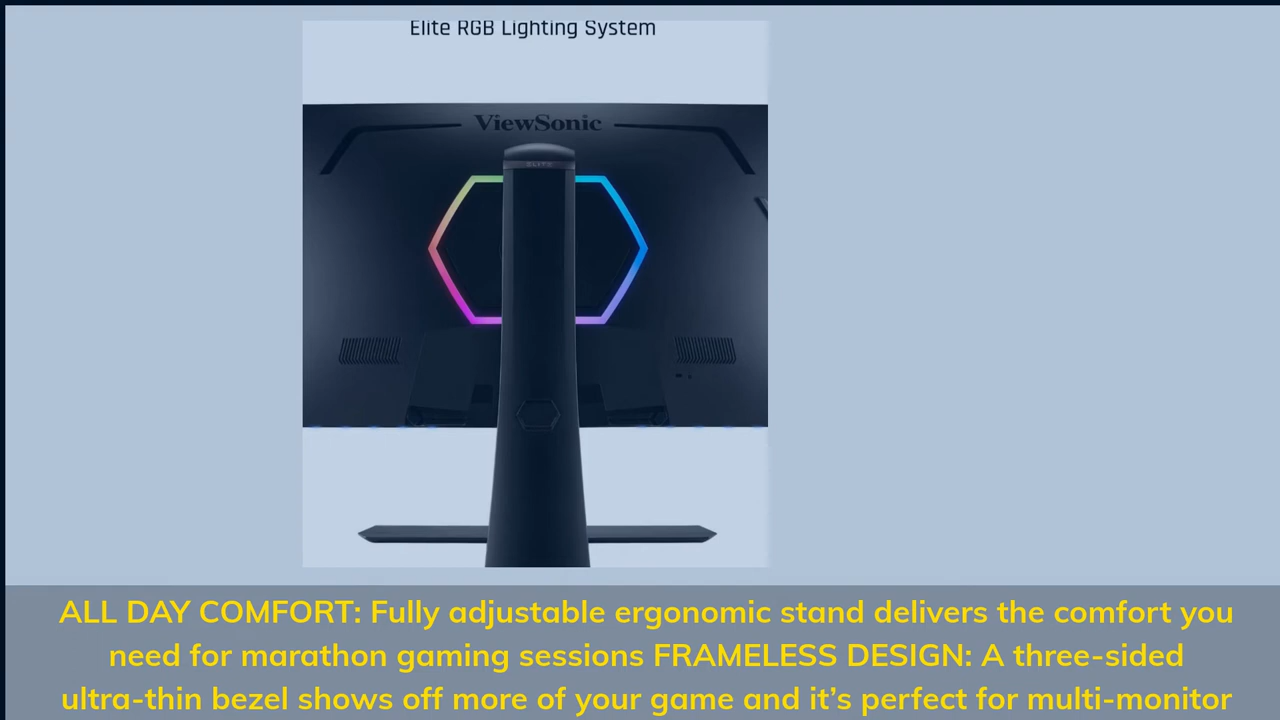 Elite RGB Lighting System
ViewSonic
ELITE
ALL DAY COMFORT: Fully adjustable ergonomic stand delivers the comfort you
need for marathon gaming sessions FRAMELESS DESIGN: A three-sided
ultra-thin bezel shows off more of your game and it’s perfect for multi-monitor